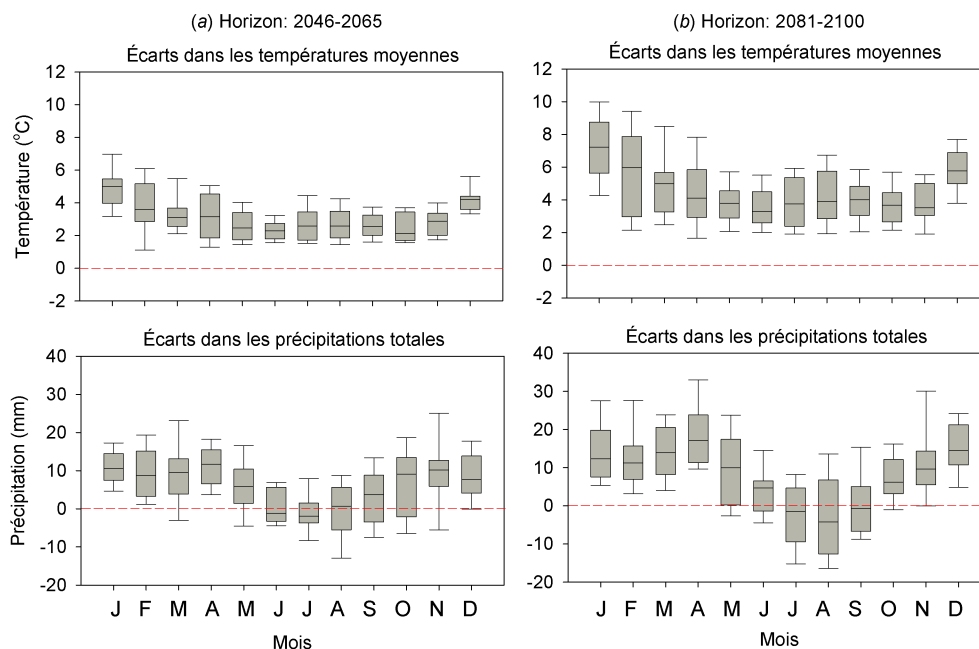 (a) Horizon: 2046-2065
Écarts dans les températures moyennes
Température (°C)
12
10
8
6
4
2
0
-2
Écarts dans les précipitations totales
Précipitation (mm)
40
30
20
10
0
-10
-20
J F M A M J J A S O N D
Mois
(b) Horizon: 2081-2100
Écarts dans les températures moyennes
12
10
8
6
4
2
0
-2
Écarts dans les précipitations totales
40
30
20
10
0
-10
-20
J F M A M J J A S O N D
Mois